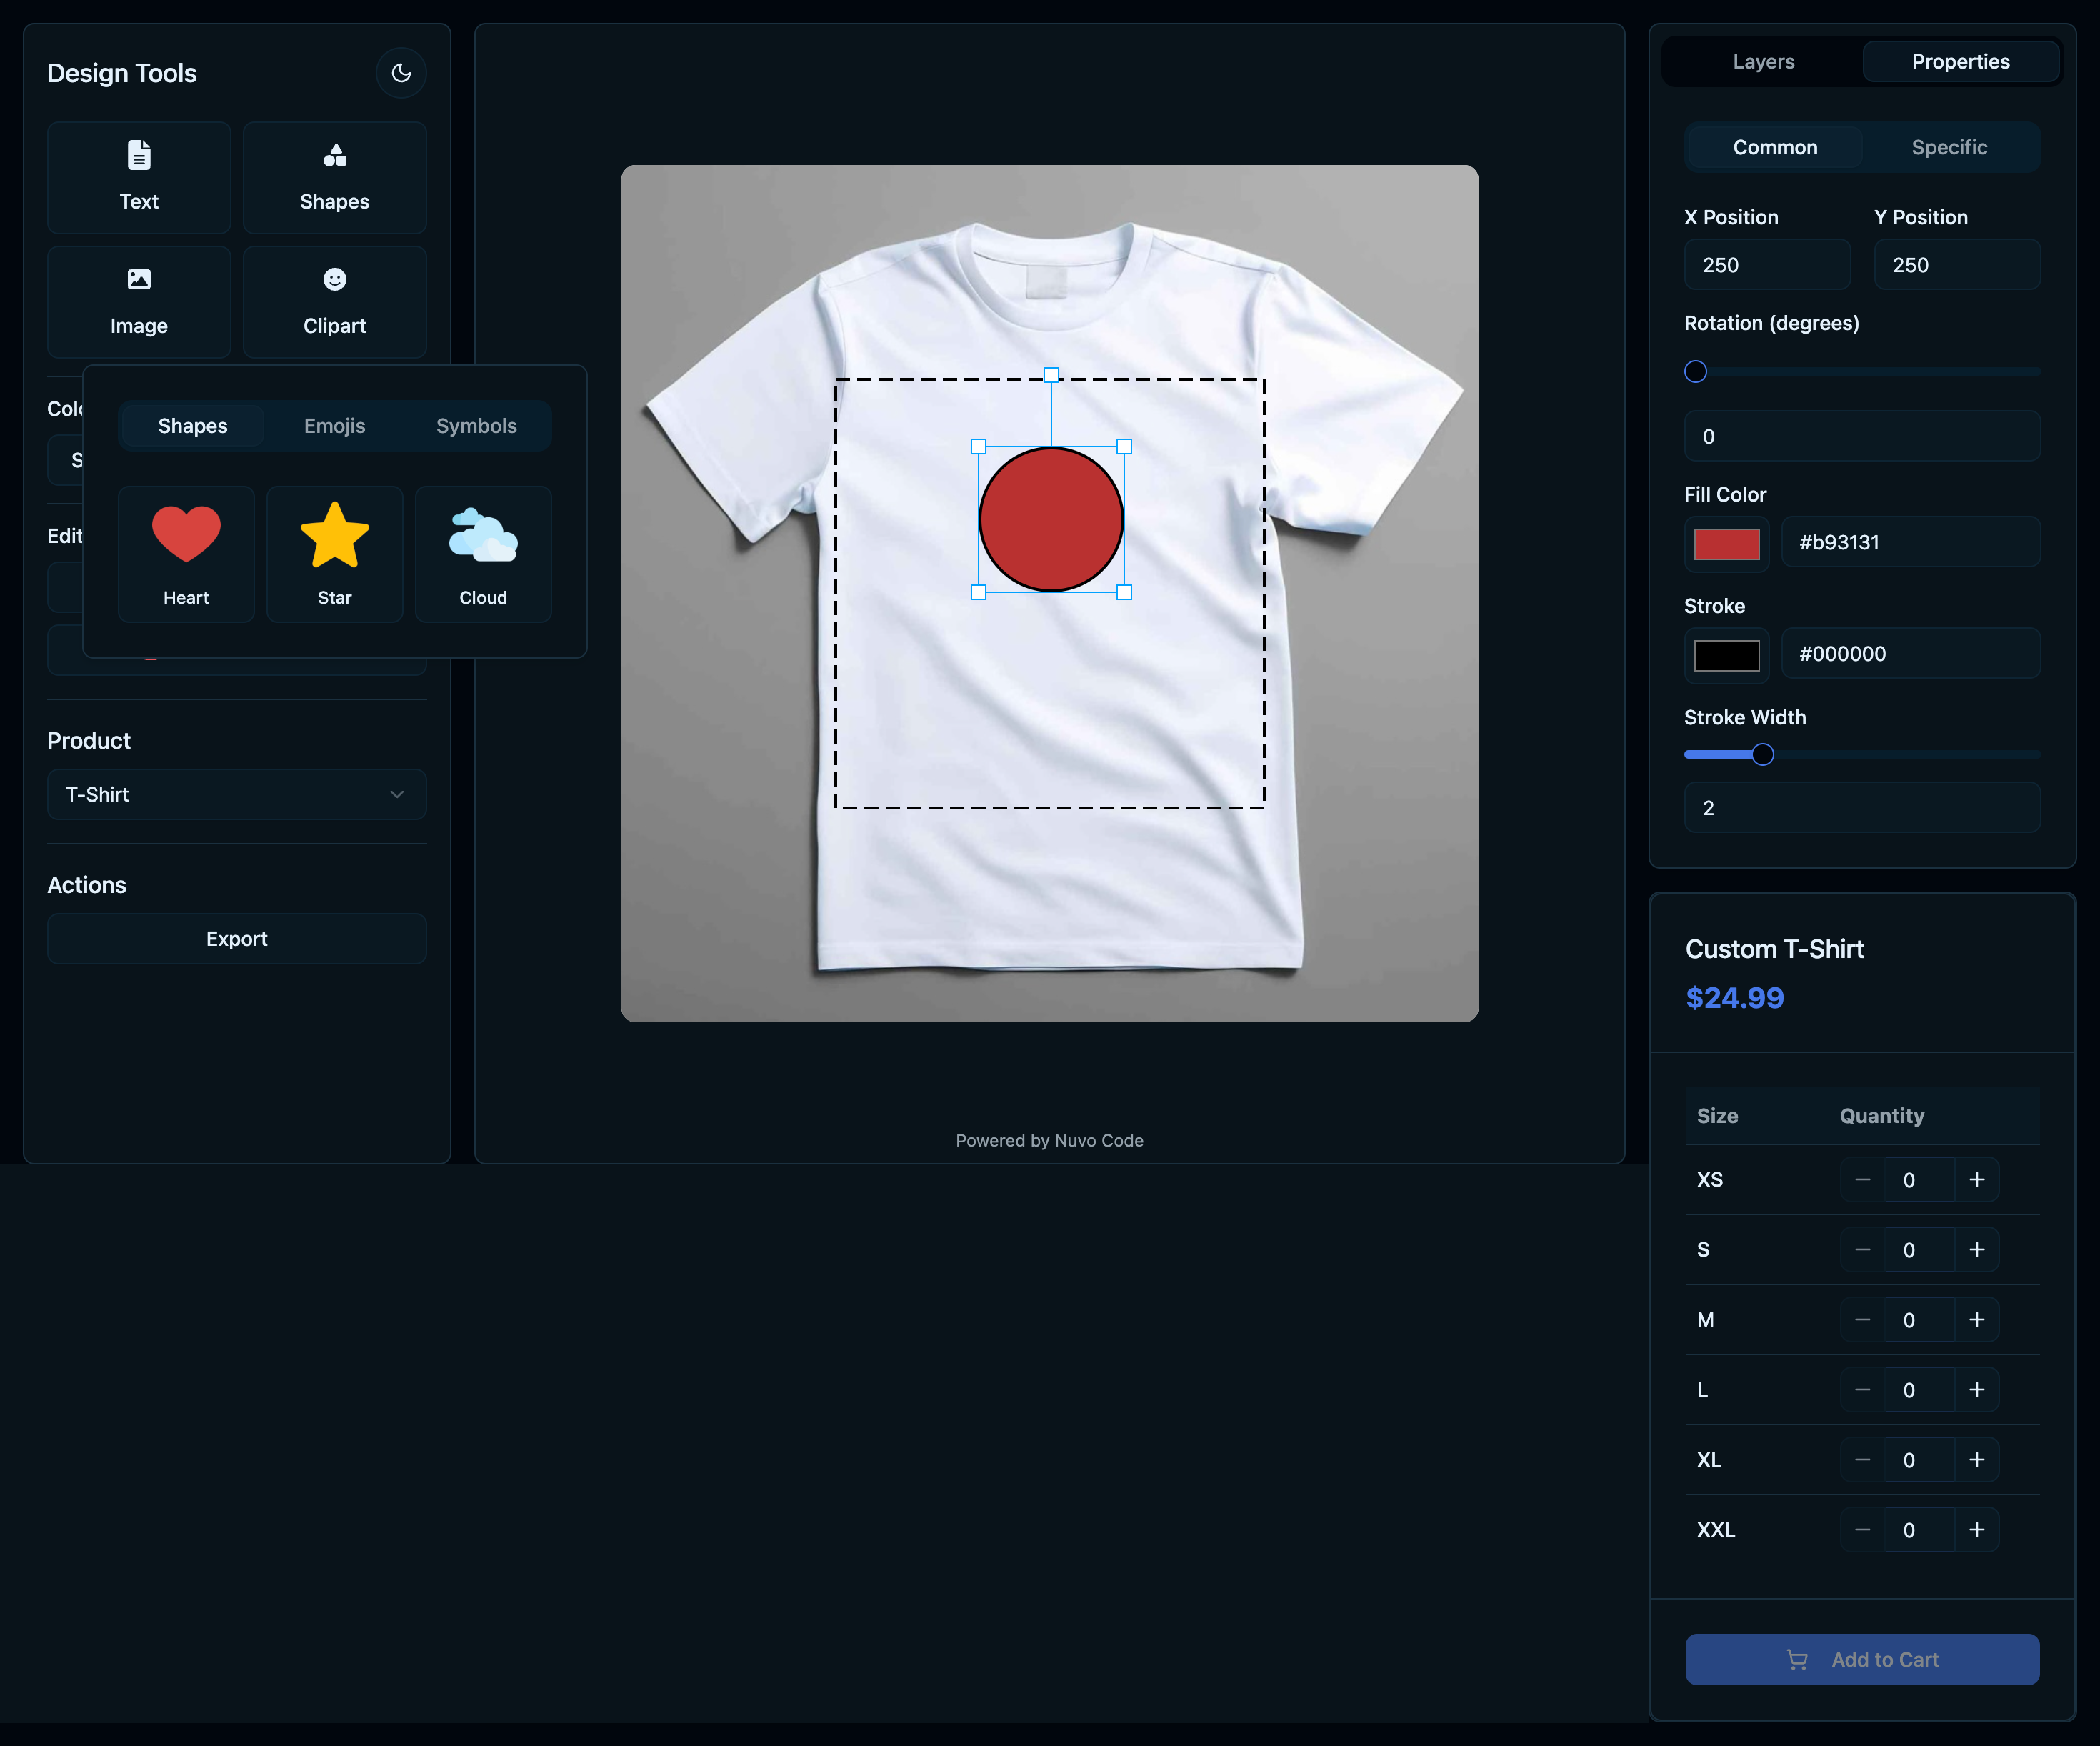 Design Tools
Text
Shapes
Image
Clipart
Shapes
Emojis
Symbols
Heart
Star
Cloud
Product
T-Shirt
Actions
Export
Powered by Nuvo Code
Layers
Properties
Common
Specific
X Position
Y Position
250
250
Rotation (degrees)
0
Fill Color
#b93131
Stroke
#000000
Stroke Width
2
Custom T-Shirt
$24.99
Size Quantity
XS 0
S 0
M 0
L 0
XL 0
XXL 0
Add to Cart